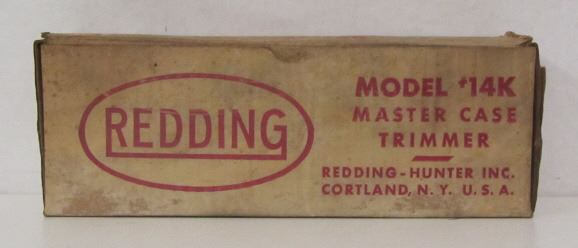 REDDING
MODEL #14K
MASTER CASE
TRIMMER
REDDING-HUNTER INC.
CORTLAND, N.Y. U.S.A.